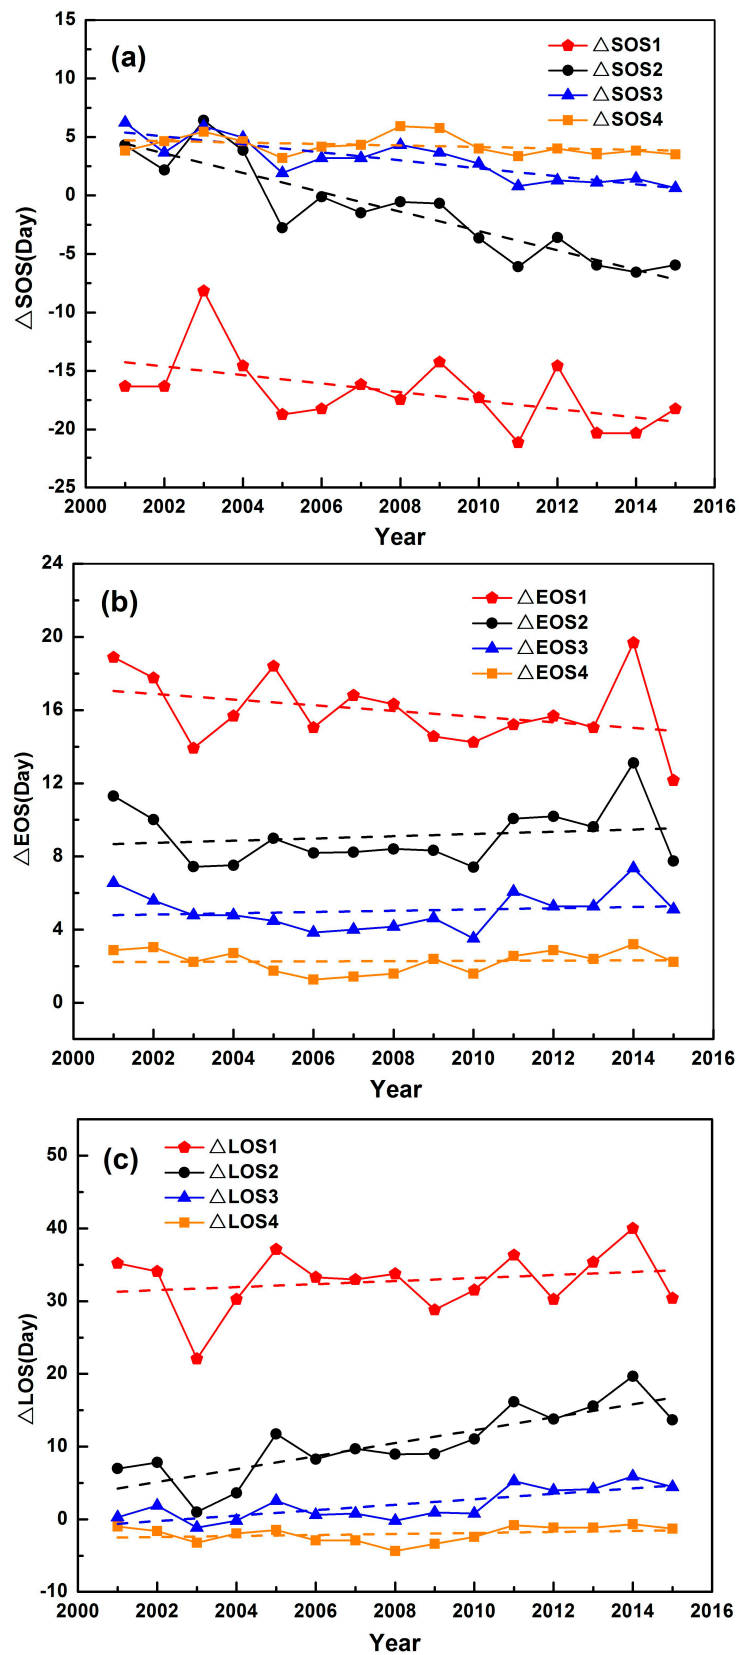 (a)
△SOS1
△SOS2
△SOS3
△SOS4
15
10
5
0
-5
-10
-15
-20
-25
△SOS(Day)
2000 2002 2004 2006 2008 2010 2012 2014 2016
Year
(b)
△EOS1
△EOS2
△EOS3
△EOS4
24
20
16
12
8
4
0
△EOS(Day)
2000 2002 2004 2006 2008 2010 2012 2014 2016
Year
(c)
△LOS1
△LOS2
△LOS3
△LOS4
50
40
30
20
10
0
-10
△LOS(Day)
2000 2002 2004 2006 2008 2010 2012 2014 2016
Year